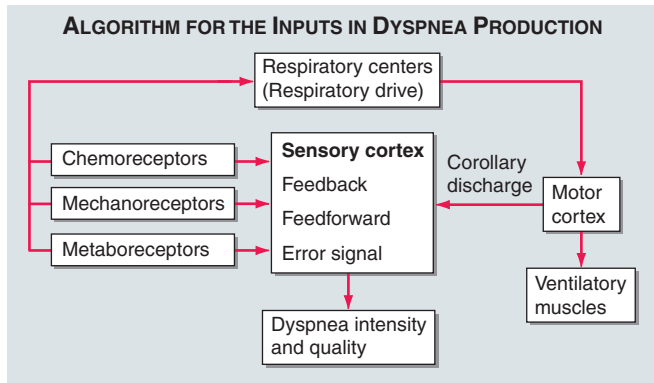 ALGORITHM FOR THE INPUTS IN DYSPNEA PRODUCTION
Respiratory centers
(Respiratory drive)
Chemoreceptors
Mechanoreceptors
Metaboreceptors
Sensory cortex
Feedback
Feedforward
Error signal
Corollary
discharge
Motor
cortex
Ventilatory
muscles
Dyspnea intensity
and quality